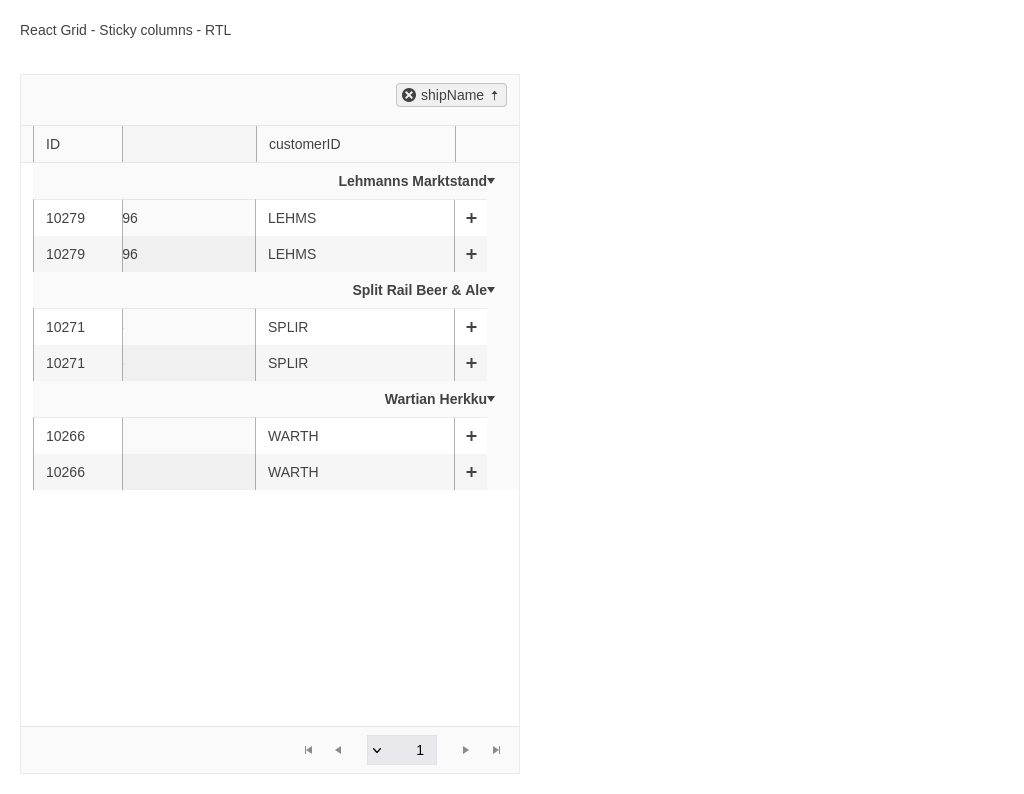 React Grid - Sticky columns - RTL
shipName
ID customerID
Lehmanns Marktstand
10279 96 LEHMS +
10279 96 LEHMS +
Split Rail Beer & Ale
10271 SPLIR +
10271 SPLIR +
Wartian Herkku
10266 WARTH +
10266 WARTH +
1